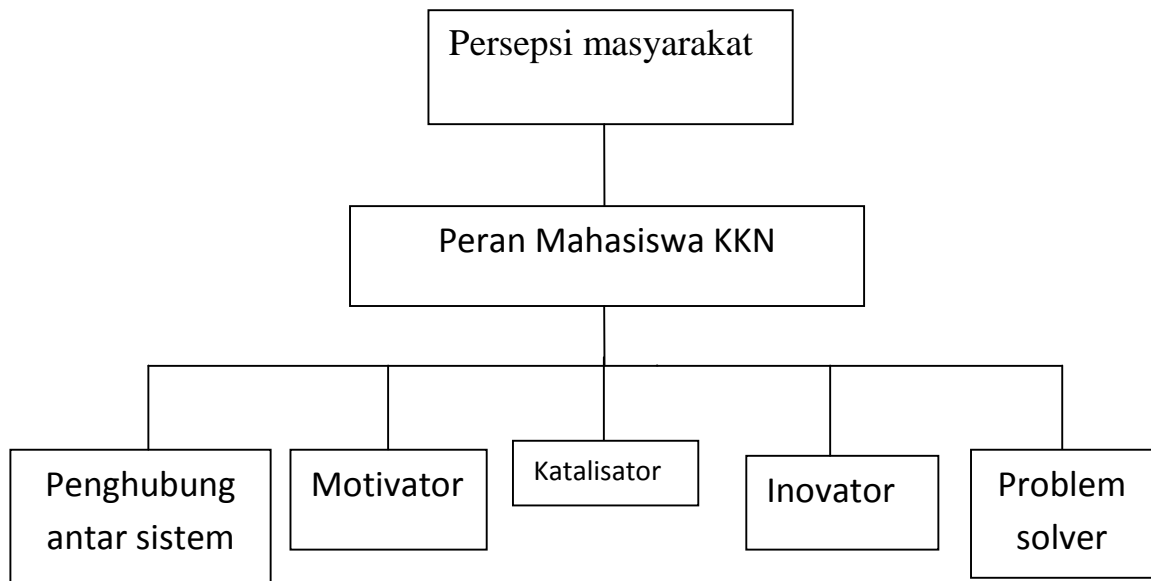 Persepsi masyarakat
Peran Mahasiswa KKN
Penghubung
antar sistem
Motivator
Katalisator
Inovator
Problem
solver